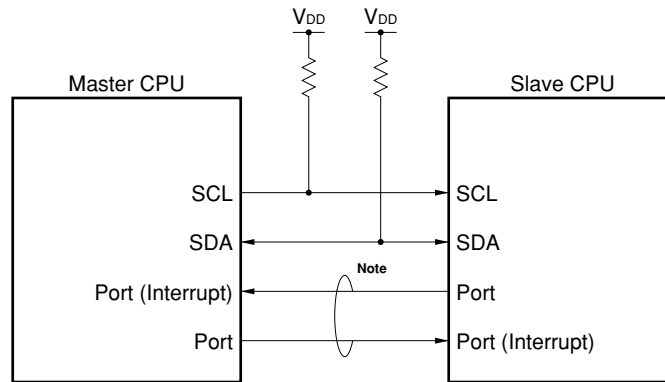 VDD VDD
Master CPU Slave CPU
SCL SCL
SDA SDA
Note
Port (Interrupt) Port
Port Port (Interrupt)